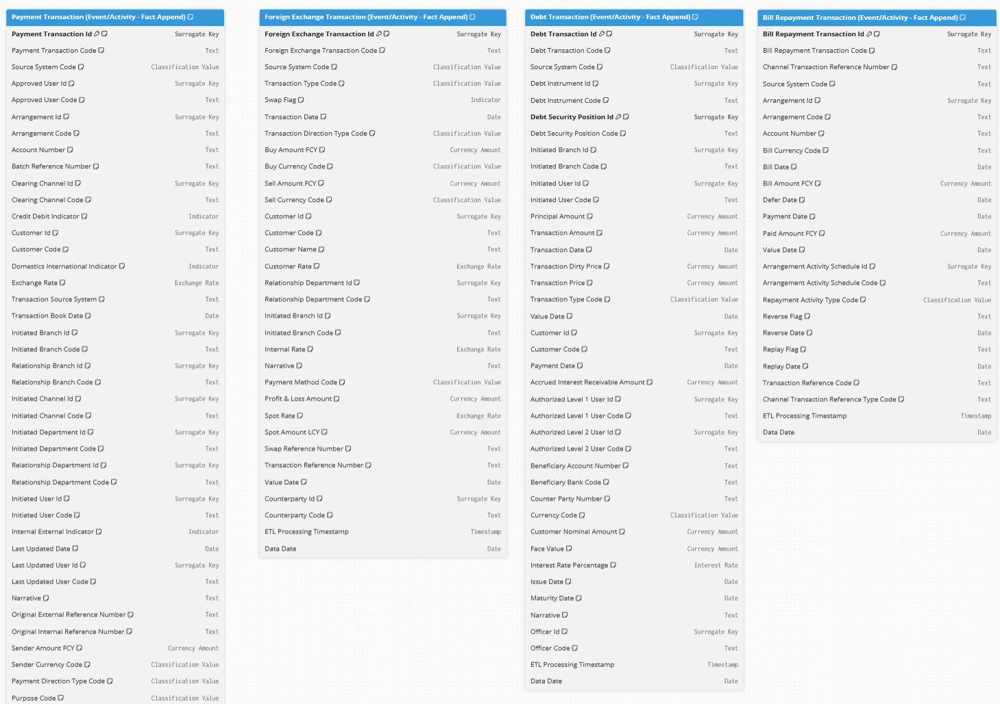 Payment Transaction (Event/Activity - Fact Append)
Payment Transaction Id Surrogate Key
Payment Transaction Code Text
Source System Code Classification Value
Approved User Id Surrogate Key
Approved User Code Text
Arrangement Id Surrogate Key
Arrangement Code Text
Account Number Text
Batch Reference Number Text
Clearing Channel Id Surrogate Key
Clearing Channel Code Text
Credit Debit Indicator Indicator
Customer Id Surrogate Key
Customer Code Text
Domestics International Indicator Indicator
Exchange Rate Exchange Rate
Transaction Source System Text
Transaction Book Date Date
Initiated Branch Id Surrogate Key
Initiated Branch Code Text
Relationship Branch Id Surrogate Key
Relationship Branch Code Text
Initiated Channel Id Surrogate Key
Initiated Channel Code Text
Initiated Department Id Surrogate Key
Initiated Department Code Text
Relationship Department Id Surrogate Key
Relationship Department Code Text
Initiated User Id Surrogate Key
Initiated User Code Text
Internal External Indicator Indicator
Last Updated Date Date
Last Updated User Id Surrogate Key
Last Updated User Code Text
Narrative Text
Original External Reference Number Text
Original Internal Reference Number Text
Sender Amount FCY Currency Amount
Sender Currency Code Classification Value
Payment Direction Type Code Classification Value
Purpose Code Classification Value
Foreign Exchange Transaction (Event/Activity - Fact Append)
Foreign Exchange Transaction Id Surrogate Key
Foreign Exchange Transaction Code Text
Source System Code Classification Value
Transaction Type Code Classification Value
Swap Flag Indicator
Transaction Date Date
Transaction Direction Type Code Classification Value
Buy Amount FCY Currency Amount
Buy Currency Code Classification Value
Sell Amount FCY Currency Amount
Sell Currency Code Classification Value
Customer Id Surrogate Key
Customer Code Text
Customer Name Text
Customer Rate Exchange Rate
Relationship Department Id Surrogate Key
Relationship Department Code Text
Initiated Branch Id Surrogate Key
Initiated Branch Code Text
Internal Rate Exchange Rate
Narrative Text
Payment Method Code Classification Value
Profit & Loss Amount Currency Amount
Spot Rate Exchange Rate
Spot Amount LCY Currency Amount
Swap Reference Number Text
Transaction Reference Number Text
Value Date Date
Counterparty Id Surrogate Key
Counterparty Code Text
ETL Processing Timestamp Timestamp
Data Date Date
Debt Transaction (Event/Activity - Fact Append)
Debt Transaction Id Surrogate Key
Debt Transaction Code Text
Source System Code Classification Value
Debt Instrument Id Surrogate Key
Debt Instrument Code Text
Debt Security Position Id Surrogate Key
Debt Security Position Code Text
Initiated Branch Id Surrogate Key
Initiated Branch Code Text
Initiated User Id Surrogate Key
Initiated User Code Text
Principal Amount Currency Amount
Transaction Amount Currency Amount
Transaction Date Date
Transaction Dirty Price Currency Amount
Transaction Price Currency Amount
Transaction Type Code Classification Value
Value Date Date
Customer Id Surrogate Key
Customer Code Text
Payment Date Date
Accrued Interest Receivable Amount Currency Amount
Authorized Level 1 User Id Surrogate Key
Authorized Level 1 User Code Text
Authorized Level 2 User Id Surrogate Key
Authorized Level 2 User Code Text
Beneficiary Account Number Text
Beneficiary Bank Code Text
Counter Party Number Text
Currency Code Classification Value
Customer Nominal Amount Currency Amount
Face Value Currency Amount
Interest Rate Percentage Interest Rate
Issue Date Date
Maturity Date Date
Narrative Text
Officer Id Surrogate Key
Officer Code Text
ETL Processing Timestamp Timestamp
Data Date Date
Bill Repayment Transaction (Event/Activity - Fact Append)
Bill Repayment Transaction Id Surrogate Key
Bill Repayment Transaction Code Text
Channel Transaction Reference Number Text
Source System Code Text
Arrangement Id Surrogate Key
Arrangement Code Text
Account Number Text
Bill Currency Code Text
Bill Date Date
Bill Amount FCY Currency Amount
Defer Date Date
Payment Date Date
Paid Amount FCY Currency Amount
Value Date Date
Arrangement Activity Schedule Id Surrogate Key
Arrangement Activity Schedule Code Text
Repayment Activity Type Code Classification Value
Reverse Flag Text
Reverse Date Date
Replay Flag Text
Replay Date Date
Transaction Reference Code Text
Channel Transaction Reference Type Code Text
ETL Processing Timestamp Timestamp
Data Date Date